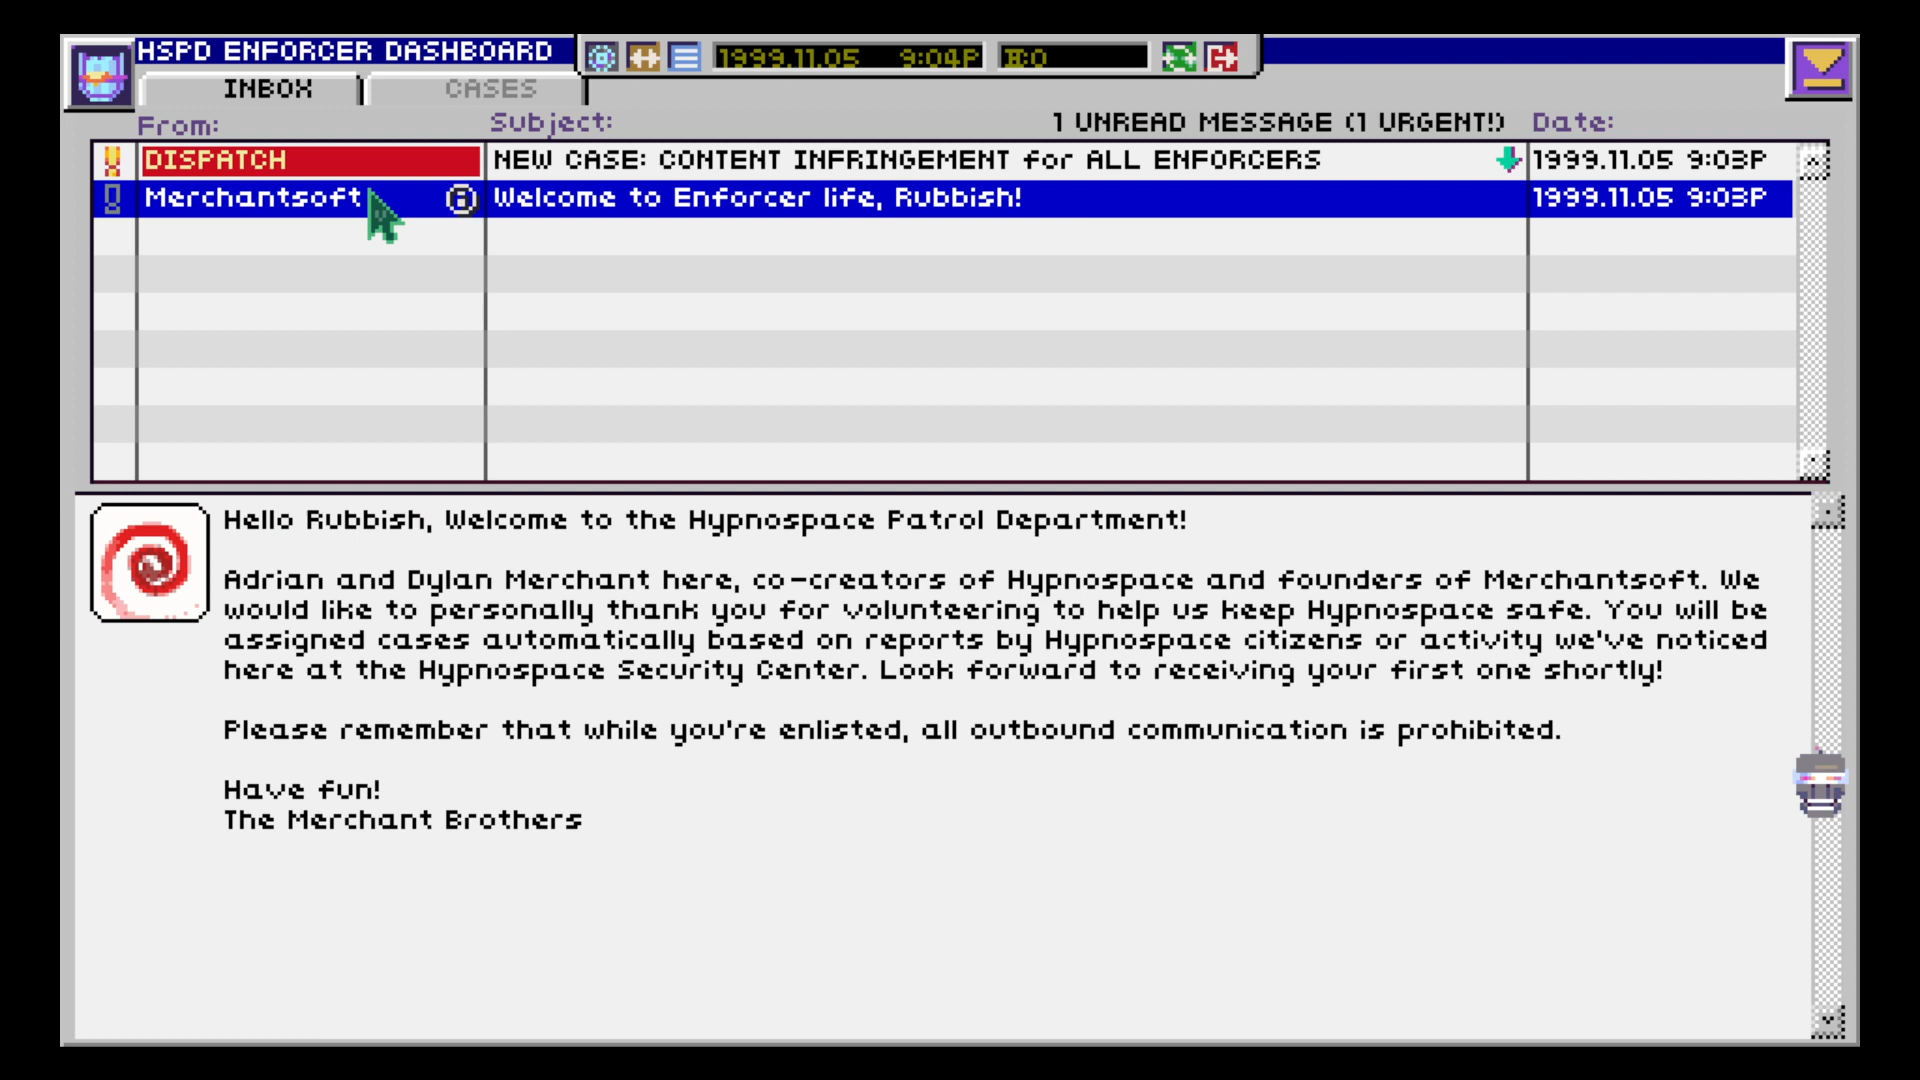 HSPD ENFORCER DASHBOARD
1999.11.05 9:04P
:0
INBOX
CASES
From:
Subject:
1 UNREAD MESSAGE (1 URGENT!)
Date:
DISPATCH
NEW CASE: CONTENT INFRINGEMENT for ALL ENFORCERS
1999.11.05 9:03P
Merchantsoft
Welcome to Enforcer life, Rubbish!
1999.11.05 9:03P
Hello Rubbish, Welcome to the Hypnospace Patrol Department!
Adrian and Dylan Merchant here, co-creators of Hypnospace and founders of Merchantsoft. We
would like to personally thank you for volunteering to help us keep Hypnospace safe. You will be
assigned cases automatically based on reports by Hypnospace citizens or activity we've noticed
here at the Hypnospace Security Center. Look forward to receiving your first one shortly!
Please remember that while you're enlisted, all outbound communication is prohibited.
Have fun!
The Merchant Brothers